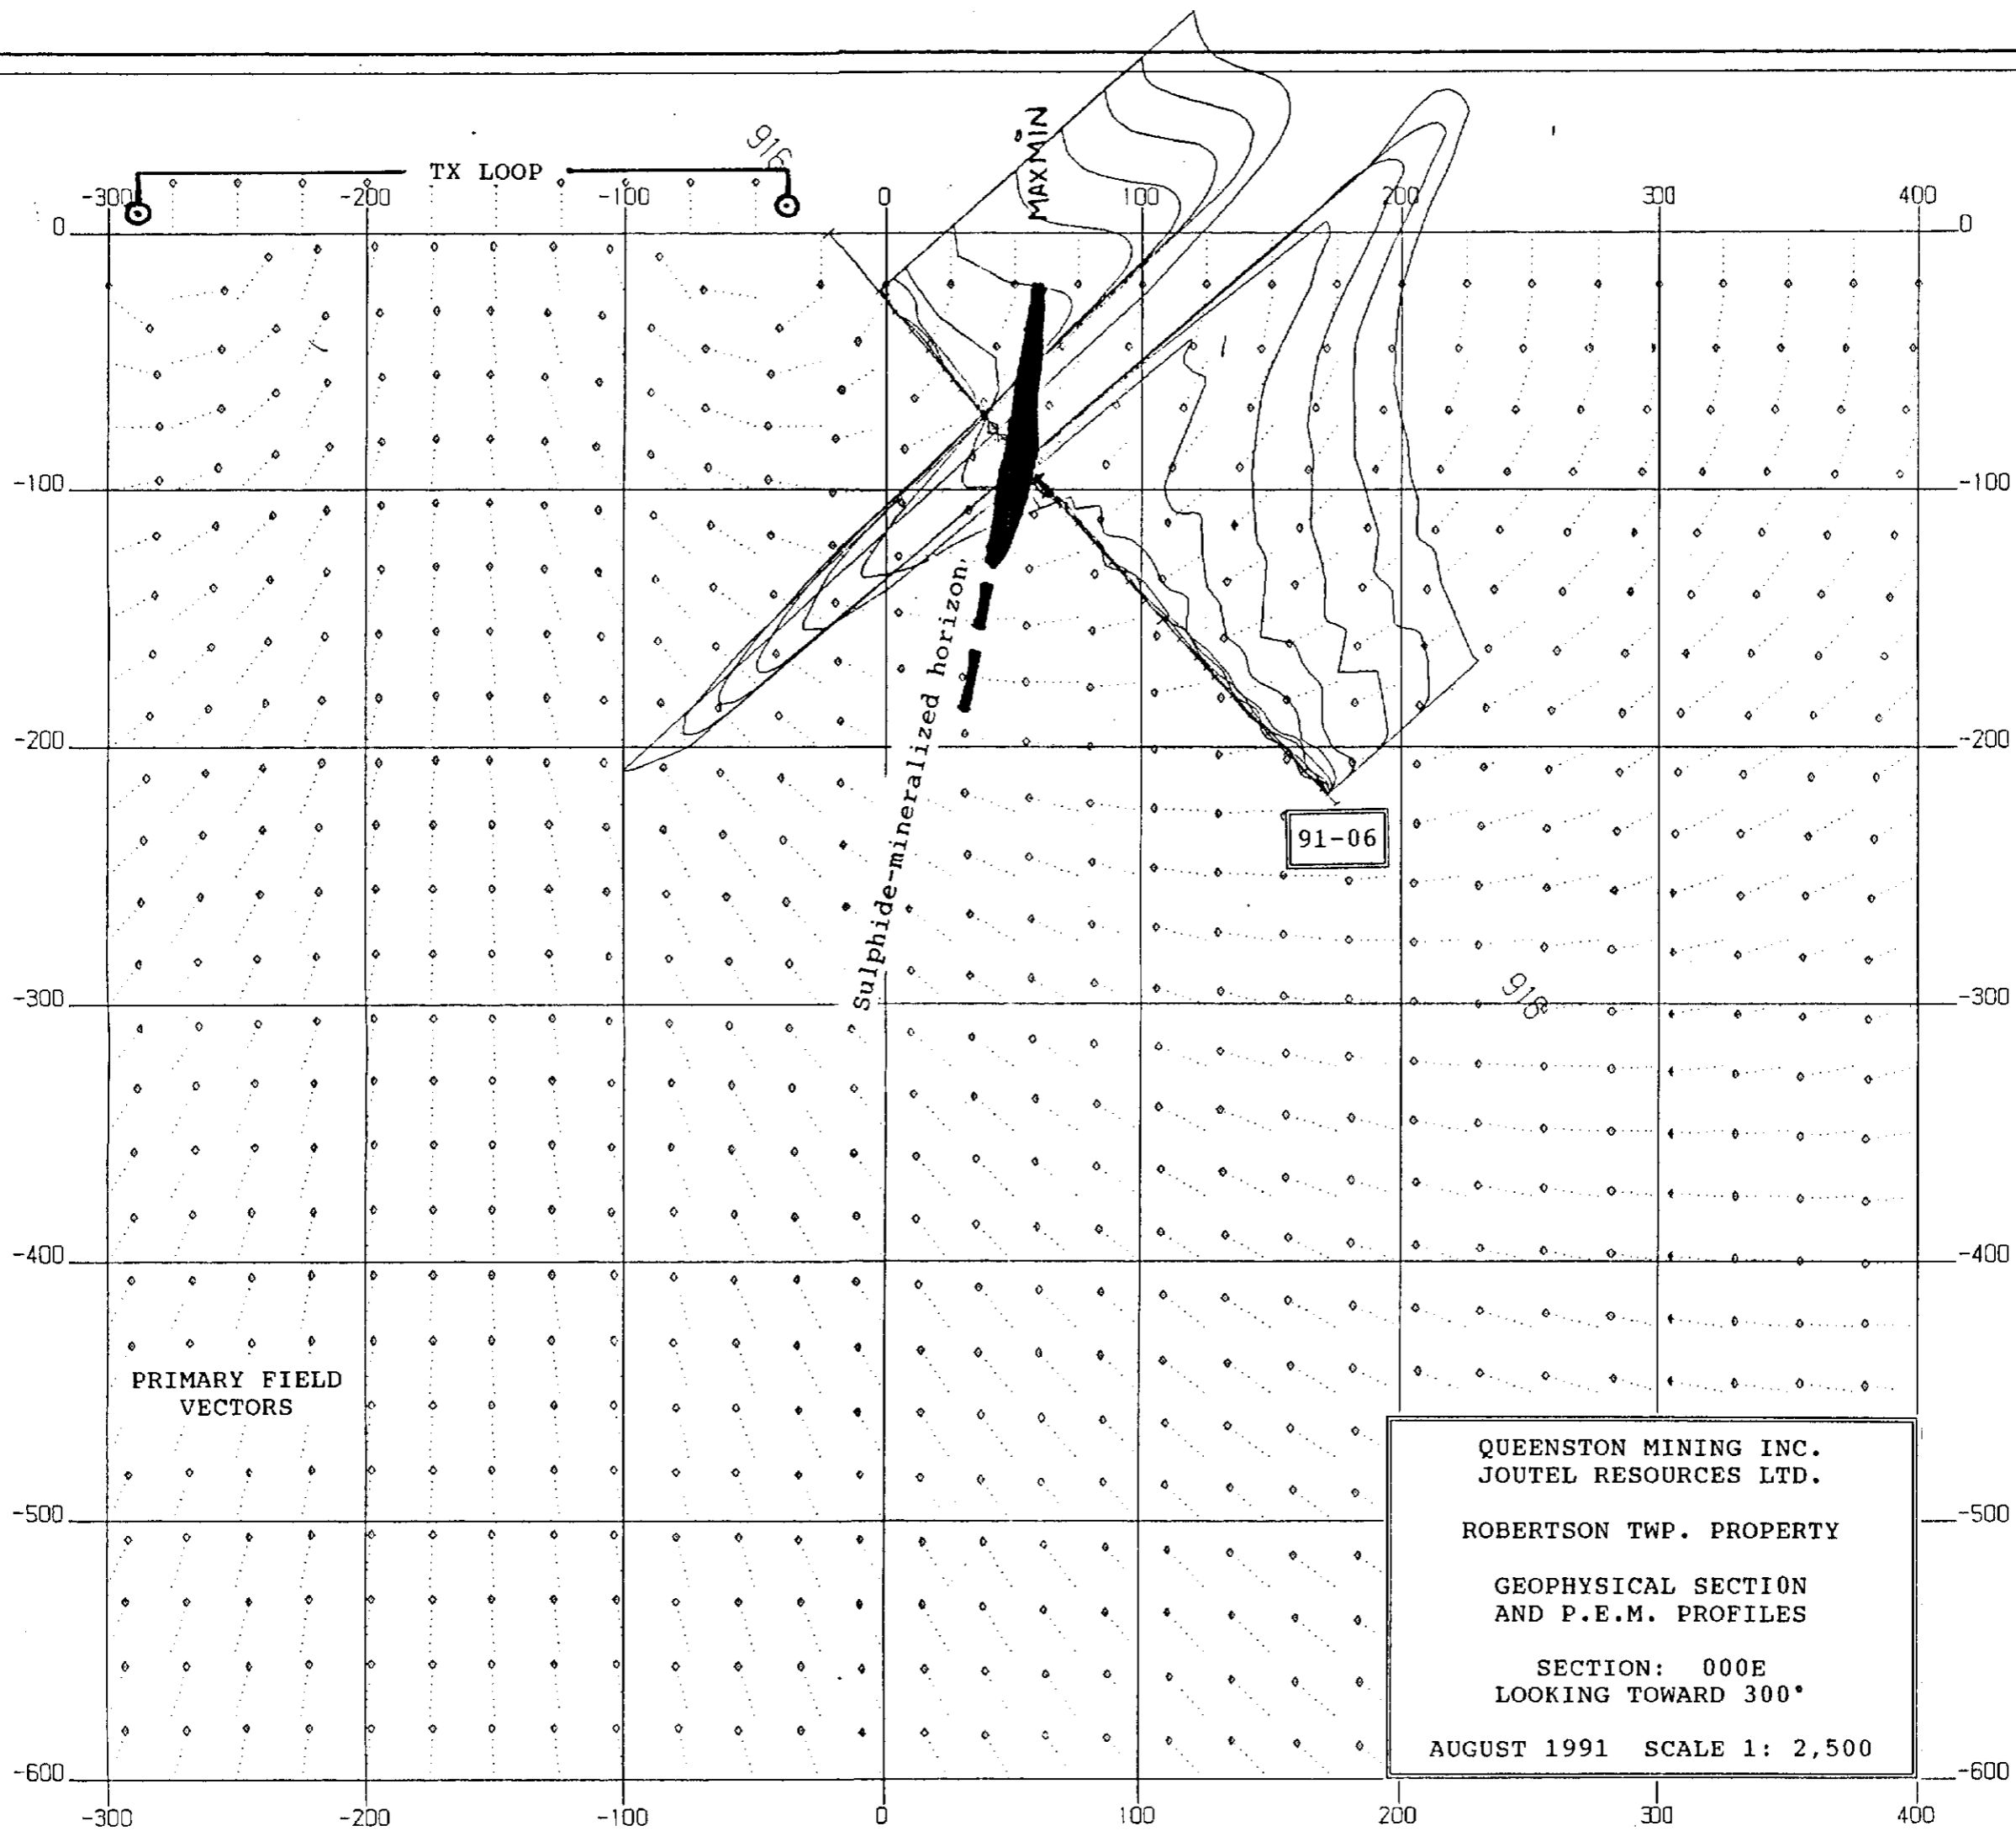 916
MAXMIN
TX LOOP
-300 -200 -100 0 100 200 300 400
0 0
-100 -100
Sulphide-mineralized horizon
-200 -200
91-06
-300 916 -300
-400 -400
PRIMARY FIELD
VECTORS
QUEENSTON MINING INC.
JOUTEL RESOURCES LTD.
-500 -500
ROBERTSON TWP. PROPERTY
GEOPHYSICAL SECTION
AND P.E.M. PROFILES
SECTION: 000E
LOOKING TOWARD 300°
AUGUST 1991 SCALE 1: 2,500
-600 -600
-300 -200 -100 0 100 200 300 400